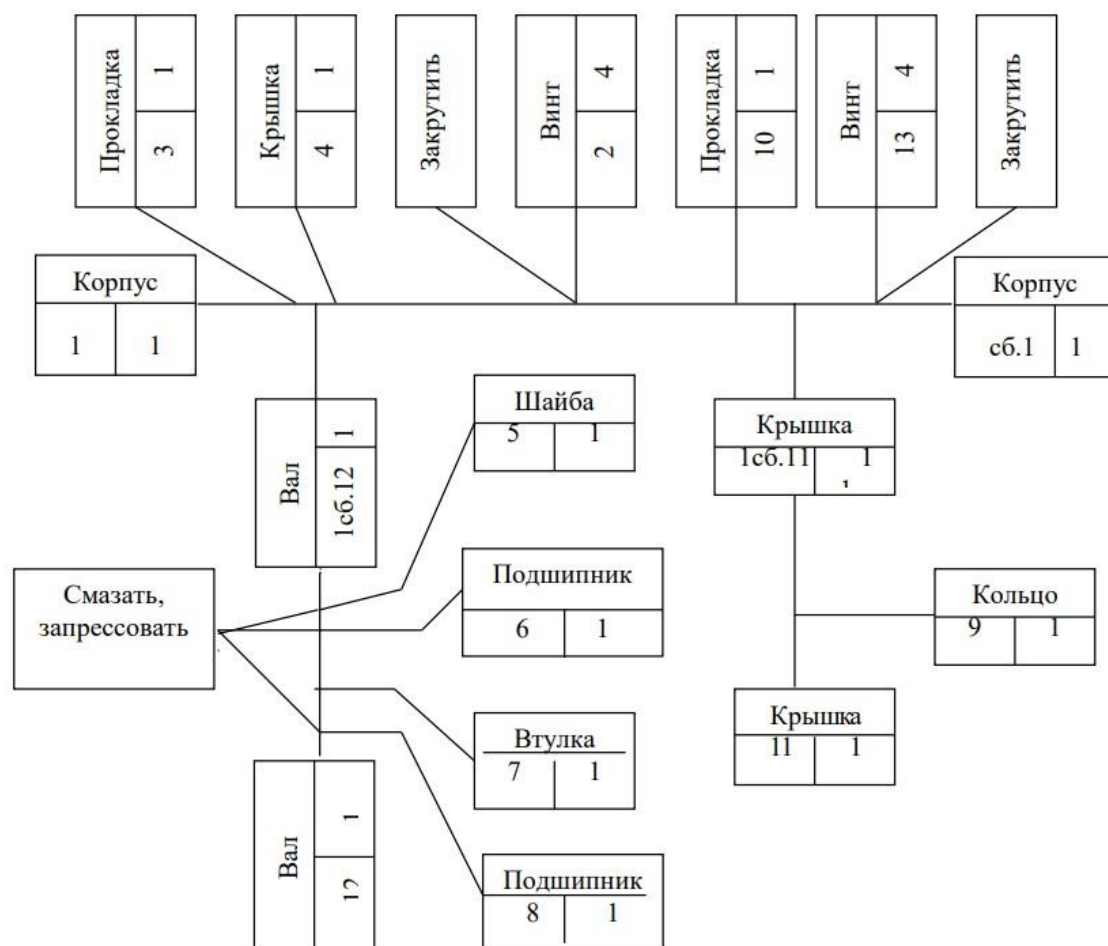 Прокладка
3 1
Крышка
4 1
Закрутить
Винт
2 4
Прокладка
10 1
Винт
13 4
Закрутить
Корпус
1 1
Корпус
сб.1 1
Вал
1сб.12 1
Шайба
5 1
Крышка
1сб.11 1
1
Смазать,
запрессовать
Подшипник
6 1
Кольцо
9 1
Втулка
7 1
Крышка
11 1
Вал
12 1
Подшипник
8 1